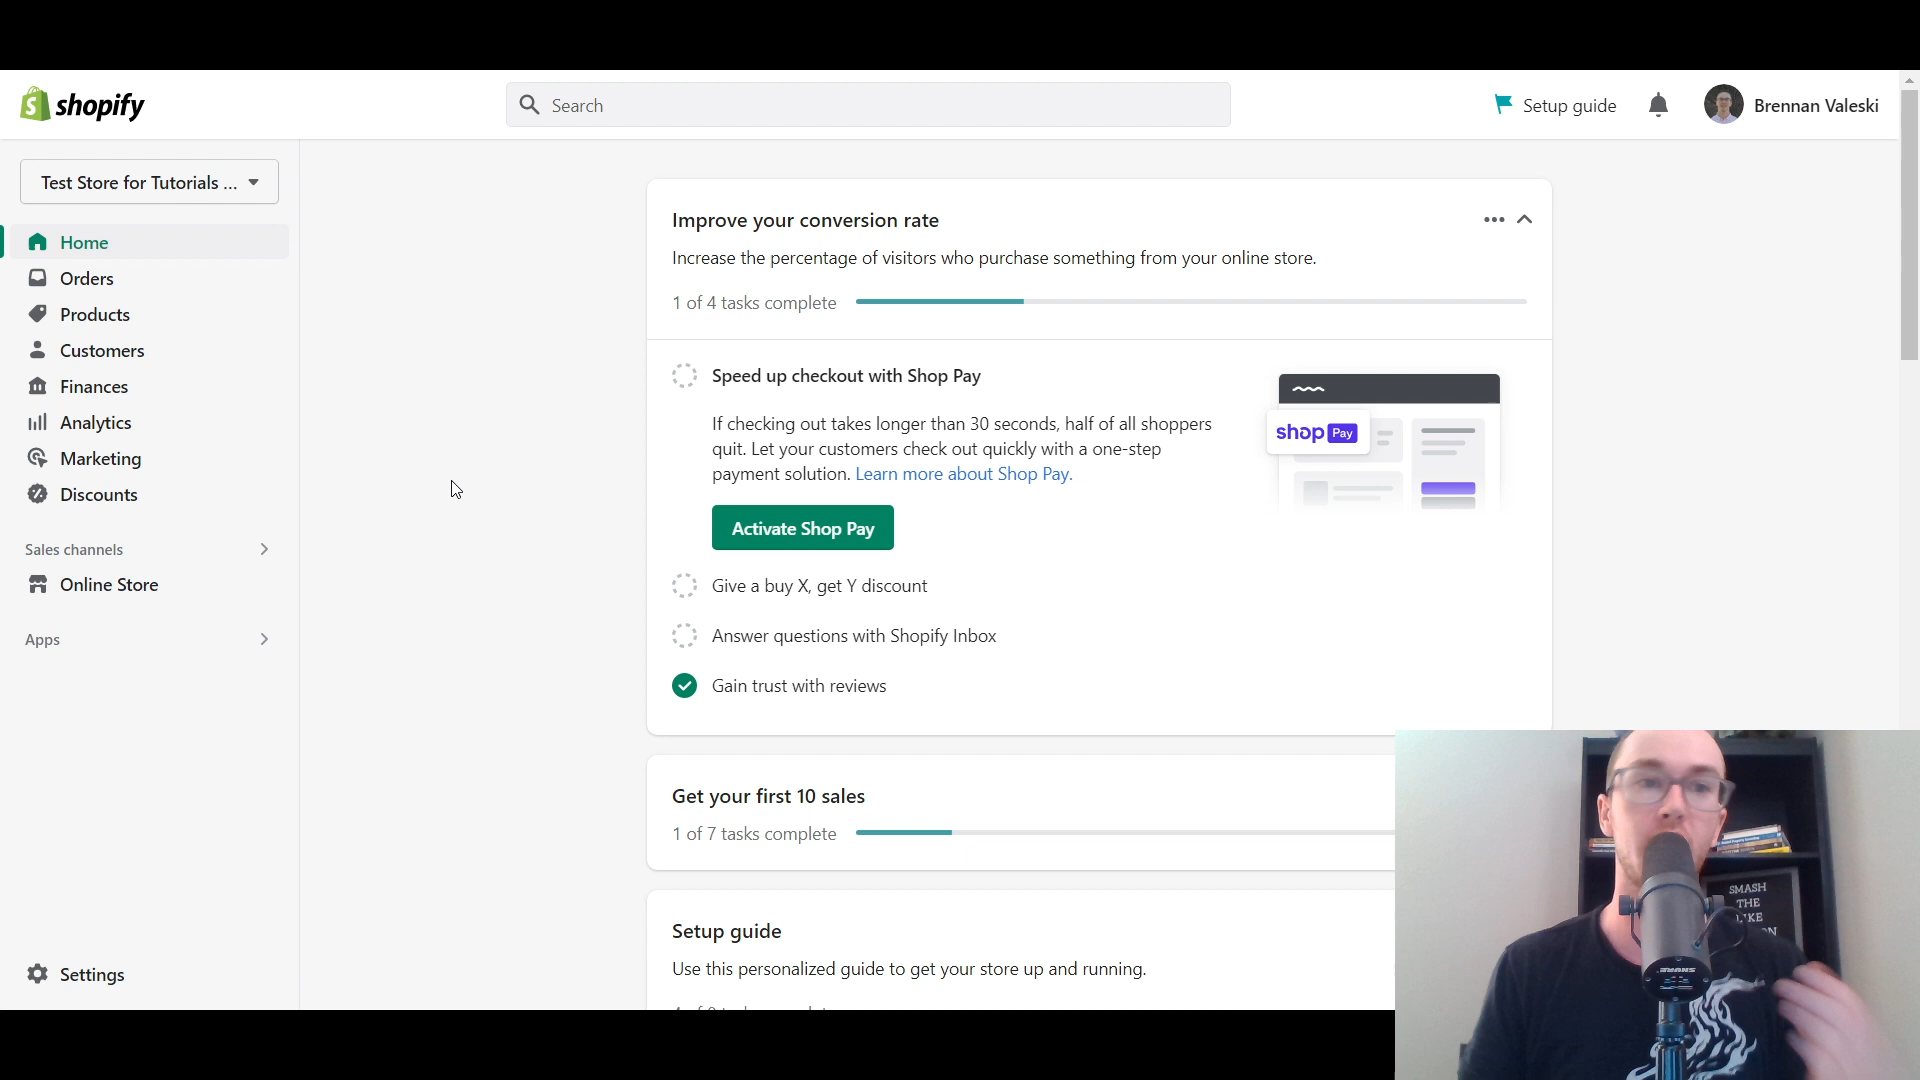 shopify
Search
Setup guide
Brennan Valeski
Test Store for Tutorials ...
Home
Orders
Products
Customers
Finances
Analytics
Marketing
Discounts
Sales channels
Online Store
Apps
Settings
Improve your conversion rate
Increase the percentage of visitors who purchase something from your online store.
1 of 4 tasks complete
Speed up checkout with Shop Pay
If checking out takes longer than 30 seconds, half of all shoppers
quit. Let your customers check out quickly with a one-step
payment solution. Learn more about Shop Pay.
shop Pay
Activate Shop Pay
Give a buy X, get Y discount
Answer questions with Shopify Inbox
Gain trust with reviews
Get your first 10 sales
1 of 7 tasks complete
Setup guide
Use this personalized guide to get your store up and running.
SMASH
THE
SHURE